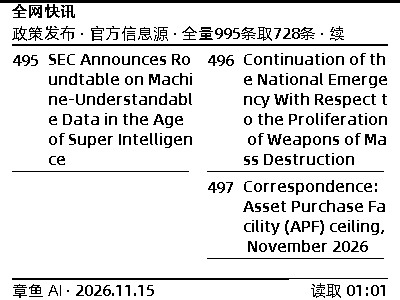 全网快讯
政策发布 · 官方信息源 · 全量995条取728条 · 续
495 SEC Announces Ro
undtable on Machi
ne-Understandabl
e Data in the Age
of Super Intelligen
ce
496 Continuation of th
e National Emerge
ncy With Respect t
o the Proliferation
of Weapons of Ma
ss Destruction
497 Correspondence:
Asset Purchase Fa
cility (APF) ceiling,
November 2026
章鱼 AI · 2026.11.15
读取 01:01